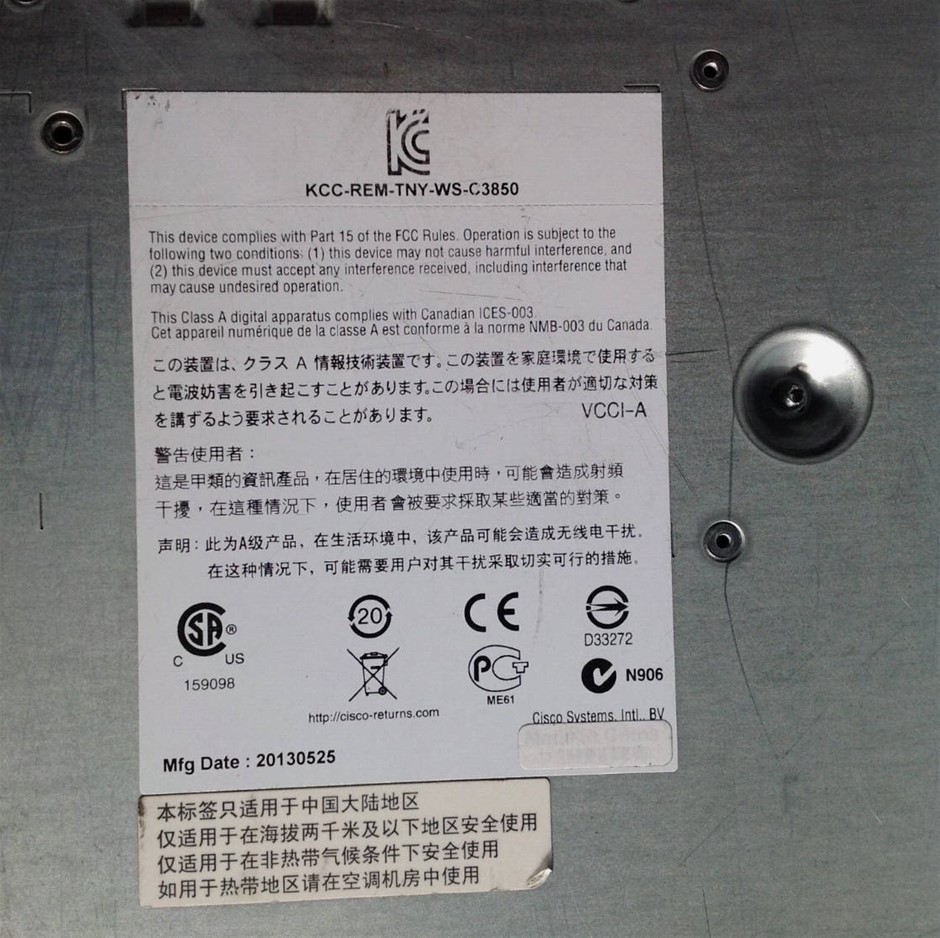 KCC-REM-TNY-WS-C3850
This device complies with Part 15 of the FCC Rules. Operation is subject to the
following two conditions: (1) this device may not cause harmful interference, and
(2) this device must accept any interference received, including interference that
may cause undesired operation.
This Class A digital apparatus complies with Canadian ICES-003.
Cet appareil numérique de la classe A est conforme à la norme NMB-003 du Canada.
この装置は、クラス A 情報技術装置です。この装置を家庭環境で使用する
と電波妨害を引き起こすことがあります。この場合には使用者が適切な対策
を講ずるよう要求されることがあります。 VCCI-A
警告使用者：
這是甲類的資訊產品，在居住的環境中使用時，可能會造成射頻
干擾，在這種情況下，使用者會被要求採取某些適當的對策。
声明：此为A级产品，在生活环境中，该产品可能会造成无线电干扰。
在这种情况下，可能需要用户对其干扰采取切实可行的措施。
SA ®
C US
159098
20
CE
D33272
PCT
ME61
N906
http://cisco-returns.com
Cisco Systems, Intl., BV
Mfg Date : 20130525
本标签只适用于中国大陆地区
仅适用于在海拔两千米及以下地区安全使用
仅适用于在非热带气候条件下安全使用
如用于热带地区请在空调机房中使用